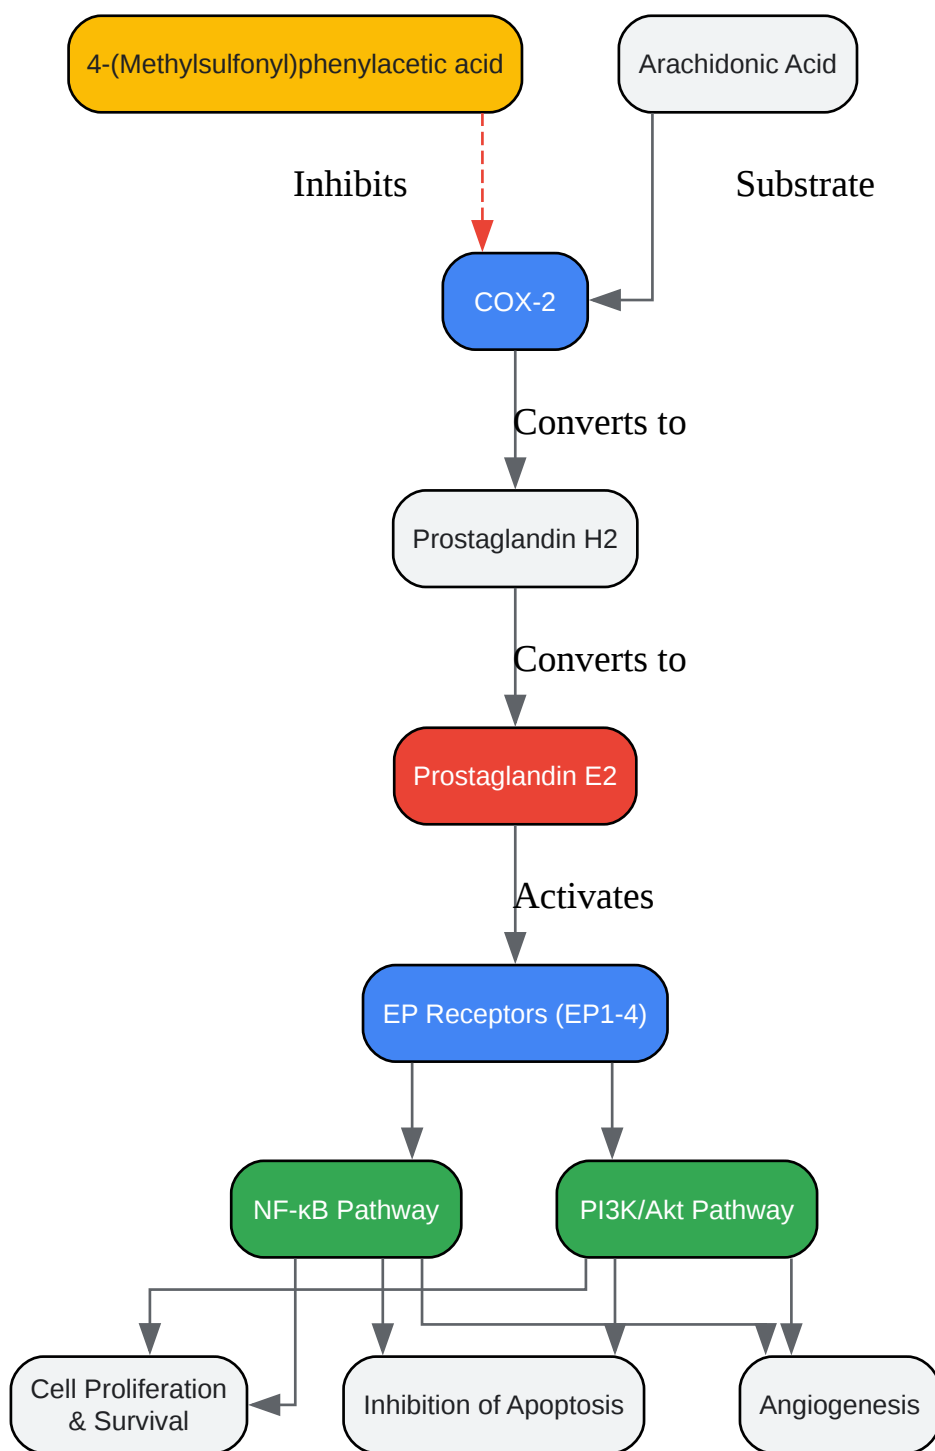 4-(Methylsulfonyl)phenylacetic acid
Arachidonic Acid
Inhibits
Substrate
COX-2
Converts to
Prostaglandin H2
Converts to
Prostaglandin E2
Activates
EP Receptors (EP1-4)
NF-κB Pathway
PI3K/Akt Pathway
Cell Proliferation
& Survival
Inhibition of Apoptosis
Angiogenesis